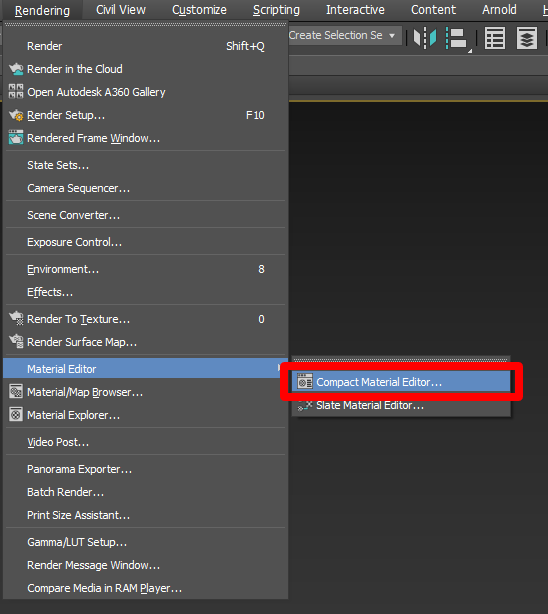 Rendering Civil View Customize Scripting Interactive Content Arnold
Create Selection Se
Render Shift+Q
Render in the Cloud
Open Autodesk A360 Gallery
Render Setup... F10
Rendered Frame Window...
State Sets...
Camera Sequencer...
Scene Converter...
Exposure Control...
Environment... 8
Effects...
Render To Texture... 0
Render Surface Map...
Material Editor
Compact Material Editor...
Material/Map Browser...
Slate Material Editor...
Material Explorer...
Video Post...
Panorama Exporter...
Batch Render...
Print Size Assistant...
Gamma/LUT Setup...
Render Message Window...
Compare Media in RAM Player...